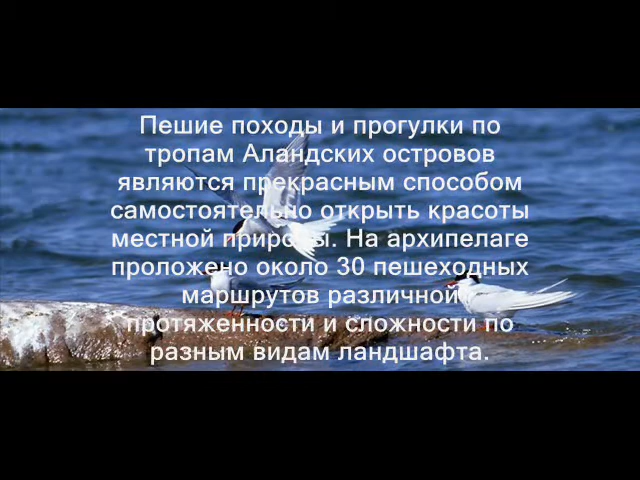 Пешие походы и прогулки по
тропам Аландских островов
являются прекрасным способом
самостоятельно открыть красоты
местной природы. На архипелаге
проложено около 30 пешеходных
маршрутов различной
протяженности и сложности по
разным видам ландшафта.